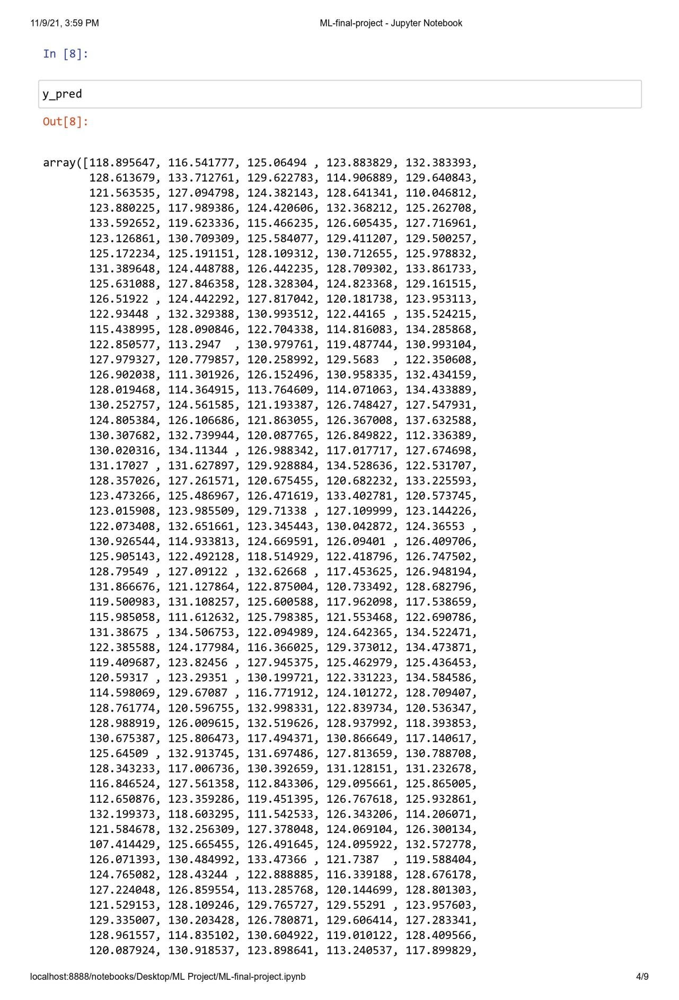 11/9/21, 3:59 PM ML-final-project - Jupyter Notebook
In [8]:
y_pred
Out[8]:
array([118.895647, 116.541777, 125.06494 , 123.883829, 132.383393,
128.613679, 133.712761, 129.622783, 114.906889, 129.640843,
121.563535, 127.094798, 124.382143, 128.641341, 110.046812,
123.880225, 117.989386, 124.420606, 132.368212, 125.262708,
133.592652, 119.623336, 115.466235, 126.605435, 127.716961,
123.126861, 130.709309, 125.584077, 129.411207, 129.500257,
125.172234, 125.191151, 128.109312, 130.712655, 125.978832,
131.389648, 124.448788, 126.442235, 128.709302, 133.861733,
125.631088, 127.846358, 128.328304, 124.823368, 129.161515,
126.51922 , 124.442292, 127.817042, 120.181738, 123.953113,
122.93448 , 132.329388, 130.993512, 122.44165 , 135.524215,
115.438995, 128.090846, 122.704338, 114.816083, 134.285868,
122.850577, 113.2947  , 130.979761, 119.487744, 130.993104,
127.979327, 120.779857, 120.258992, 129.5683  , 122.350608,
126.902038, 111.301926, 126.152496, 130.958335, 132.434159,
128.019468, 114.364915, 113.764609, 114.071063, 134.433889,
130.252757, 124.561585, 121.193387, 126.748427, 127.547931,
124.805384, 126.106686, 121.863055, 126.367008, 137.632588,
130.307682, 132.739944, 120.087765, 126.849822, 112.336389,
130.020316, 134.11344 , 126.988342, 117.017717, 127.674698,
131.17027 , 131.627897, 129.928884, 134.528636, 122.531707,
128.357026, 127.261571, 120.675455, 120.682232, 133.225593,
123.473266, 125.486967, 126.471619, 133.402781, 120.573745,
123.015908, 123.985509, 129.71338 , 127.109999, 123.144226,
122.073408, 132.651661, 123.345443, 130.042872, 124.36553 ,
130.926544, 114.933813, 124.669591, 126.09401 , 126.409706,
125.905143, 122.492128, 118.514929, 122.418796, 126.747502,
128.79549 , 127.09122 , 132.62668 , 117.453625, 126.948194,
131.866676, 121.127864, 122.875004, 120.733492, 128.682796,
119.500983, 131.108257, 125.600588, 117.962098, 117.538659,
115.985058, 111.612632, 125.798385, 121.553468, 122.690786,
131.38675 , 134.506753, 122.094989, 124.642365, 134.522471,
122.385588, 124.177984, 116.366025, 129.373012, 134.473871,
119.409687, 123.82456 , 127.945375, 125.462979, 125.436453,
120.59317 , 123.29351 , 130.199721, 122.331223, 134.584586,
114.598069, 129.67087 , 116.771912, 124.101272, 128.709407,
128.761774, 120.596755, 132.998331, 122.839734, 120.536347,
128.988919, 126.009615, 132.519626, 128.937992, 118.393853,
130.675387, 125.806473, 117.494371, 130.866649, 117.140617,
125.64509 , 132.913745, 131.697486, 127.813659, 130.788708,
128.343233, 117.006736, 130.392659, 131.128151, 131.232678,
116.846524, 127.561358, 112.843306, 129.095661, 125.865005,
112.650876, 123.359286, 119.451395, 126.767618, 125.932861,
132.199373, 118.603295, 111.542533, 126.343206, 114.206071,
121.584678, 132.256309, 127.378048, 124.069104, 126.300134,
107.414429, 125.665455, 126.491645, 124.095922, 132.572778,
126.071393, 130.484992, 133.47366 , 121.7387  , 119.588404,
124.765082, 128.43244 , 122.888885, 116.339188, 128.676178,
127.224048, 126.859554, 113.285768, 120.144699, 128.801303,
121.529153, 128.109246, 129.765727, 129.55291 , 123.957603,
129.335007, 130.203428, 126.780871, 129.606414, 127.283341,
128.961557, 114.835102, 130.604922, 119.010122, 128.409566,
120.087924, 130.918537, 123.898641, 113.240537, 117.899829,
localhost:8888/notebooks/Desktop/ML Project/ML-final-project.ipynb 4/9